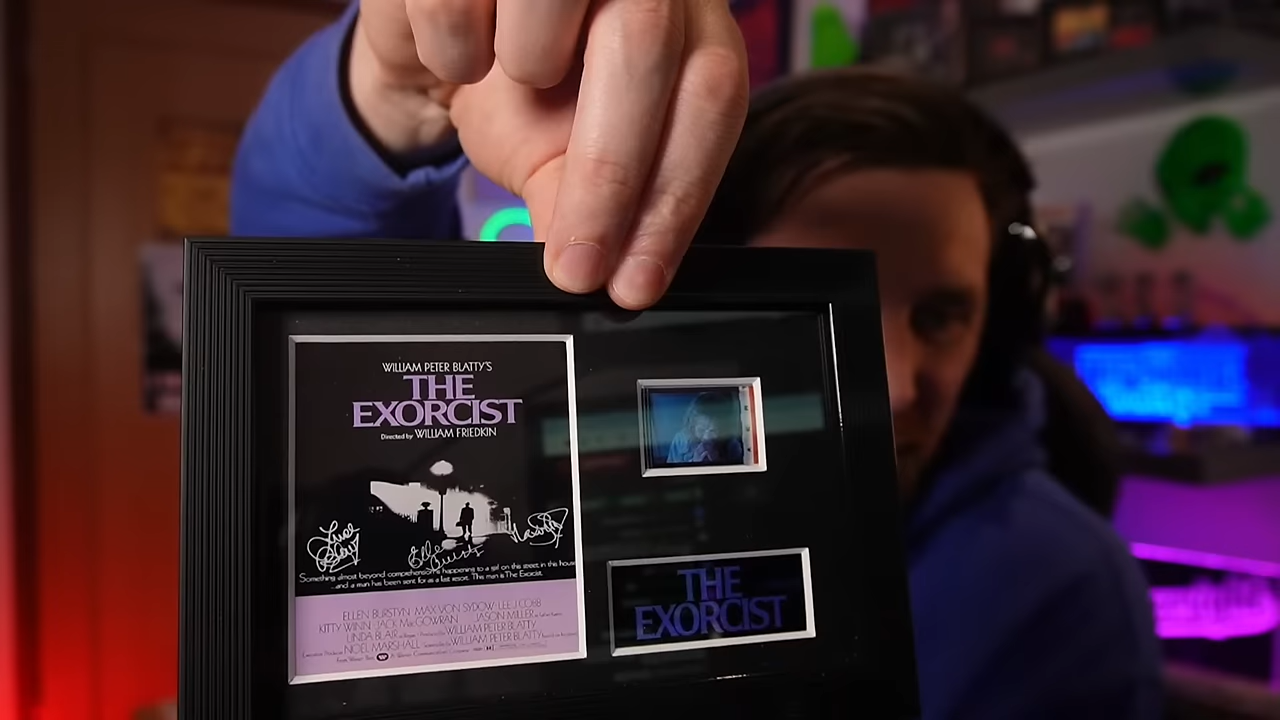 WILLIAM PETER BLATTY'S
THE
EXORCIST
Directed by WILLIAM FRIEDKIN
Something almost beyond comprehension is happening to a girl on this street, in this house
...and a man has been sent for as a last resort. This man is The Exorcist.
ELLEN BURSTYN MAX VON SYDOW LEE J COBB
KITTY WINN JACK MacGOWRAN JASON MILLER
LINDA BLAIR WILLIAM PETER BLATTY
NOEL MARSHALL WILLIAM PETER BLATTY
THE
EXORCIST